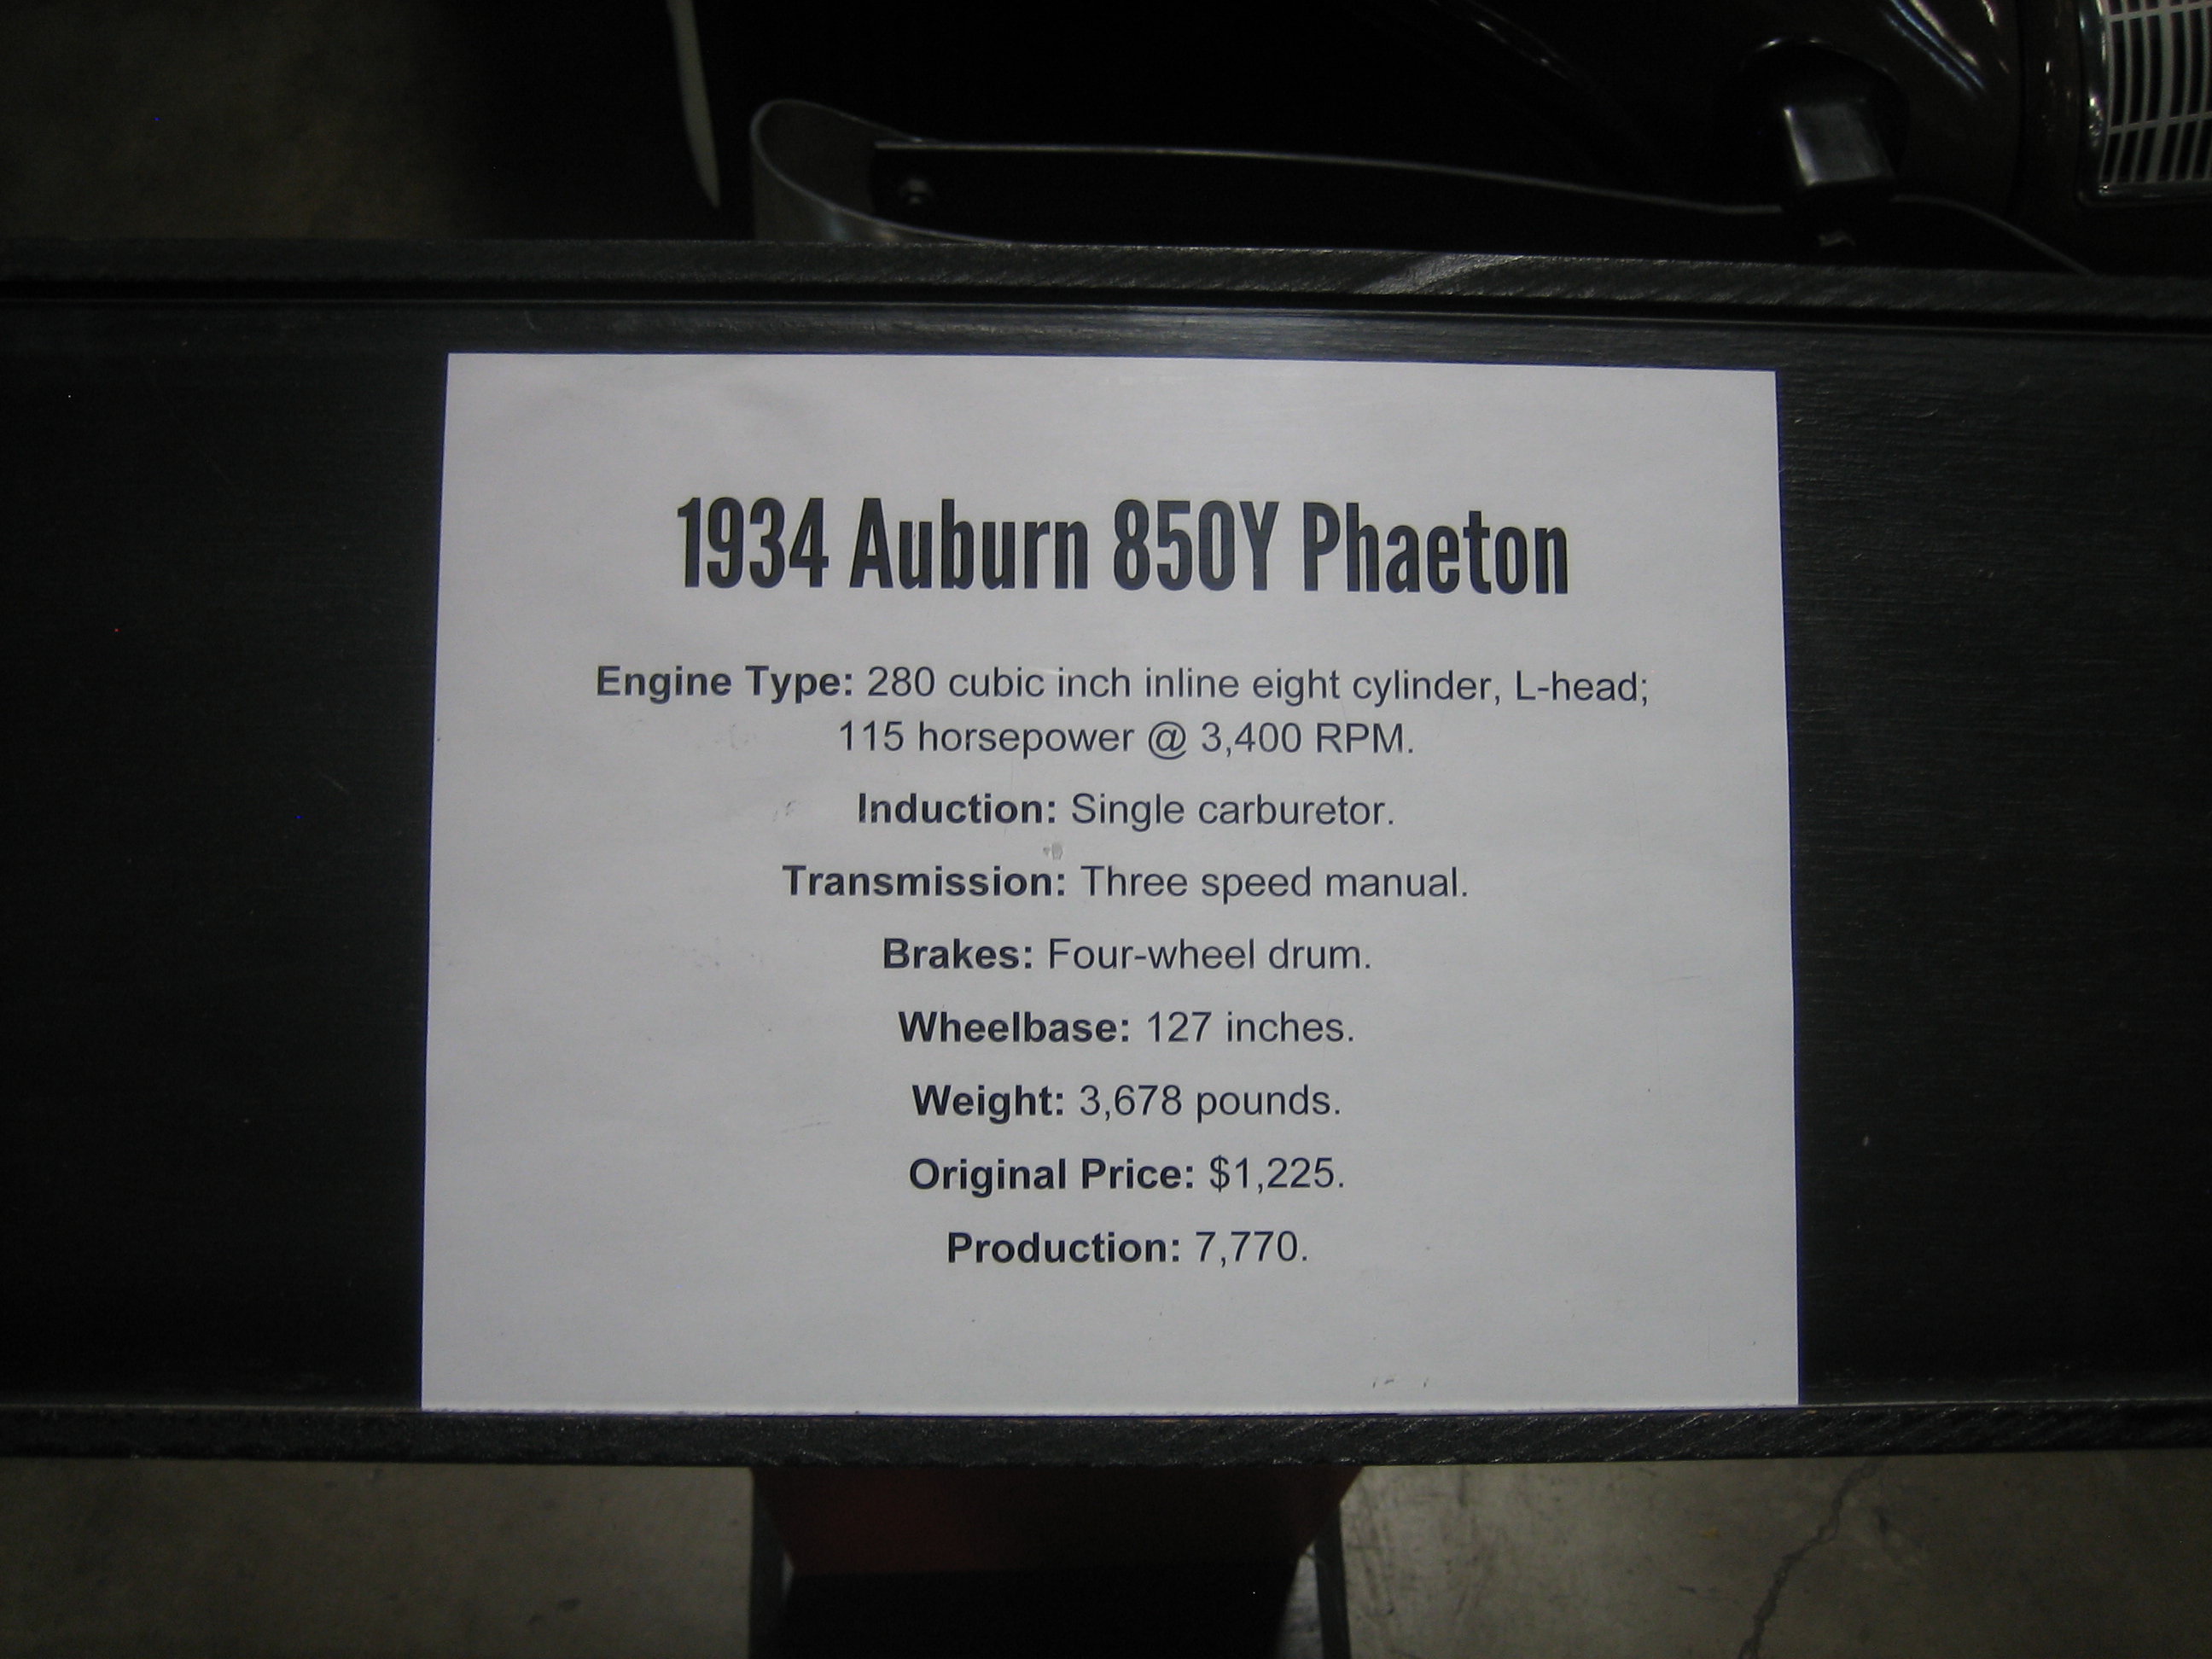 1934 Auburn 850Y Phaeton
Engine Type: 280 cubic inch inline eight cylinder, L-head;
115 horsepower @ 3,400 RPM.
Induction: Single carburetor.
Transmission: Three speed manual.
Brakes: Four-wheel drum.
Wheelbase: 127 inches.
Weight: 3,678 pounds.
Original Price: $1,225.
Production: 7,770.